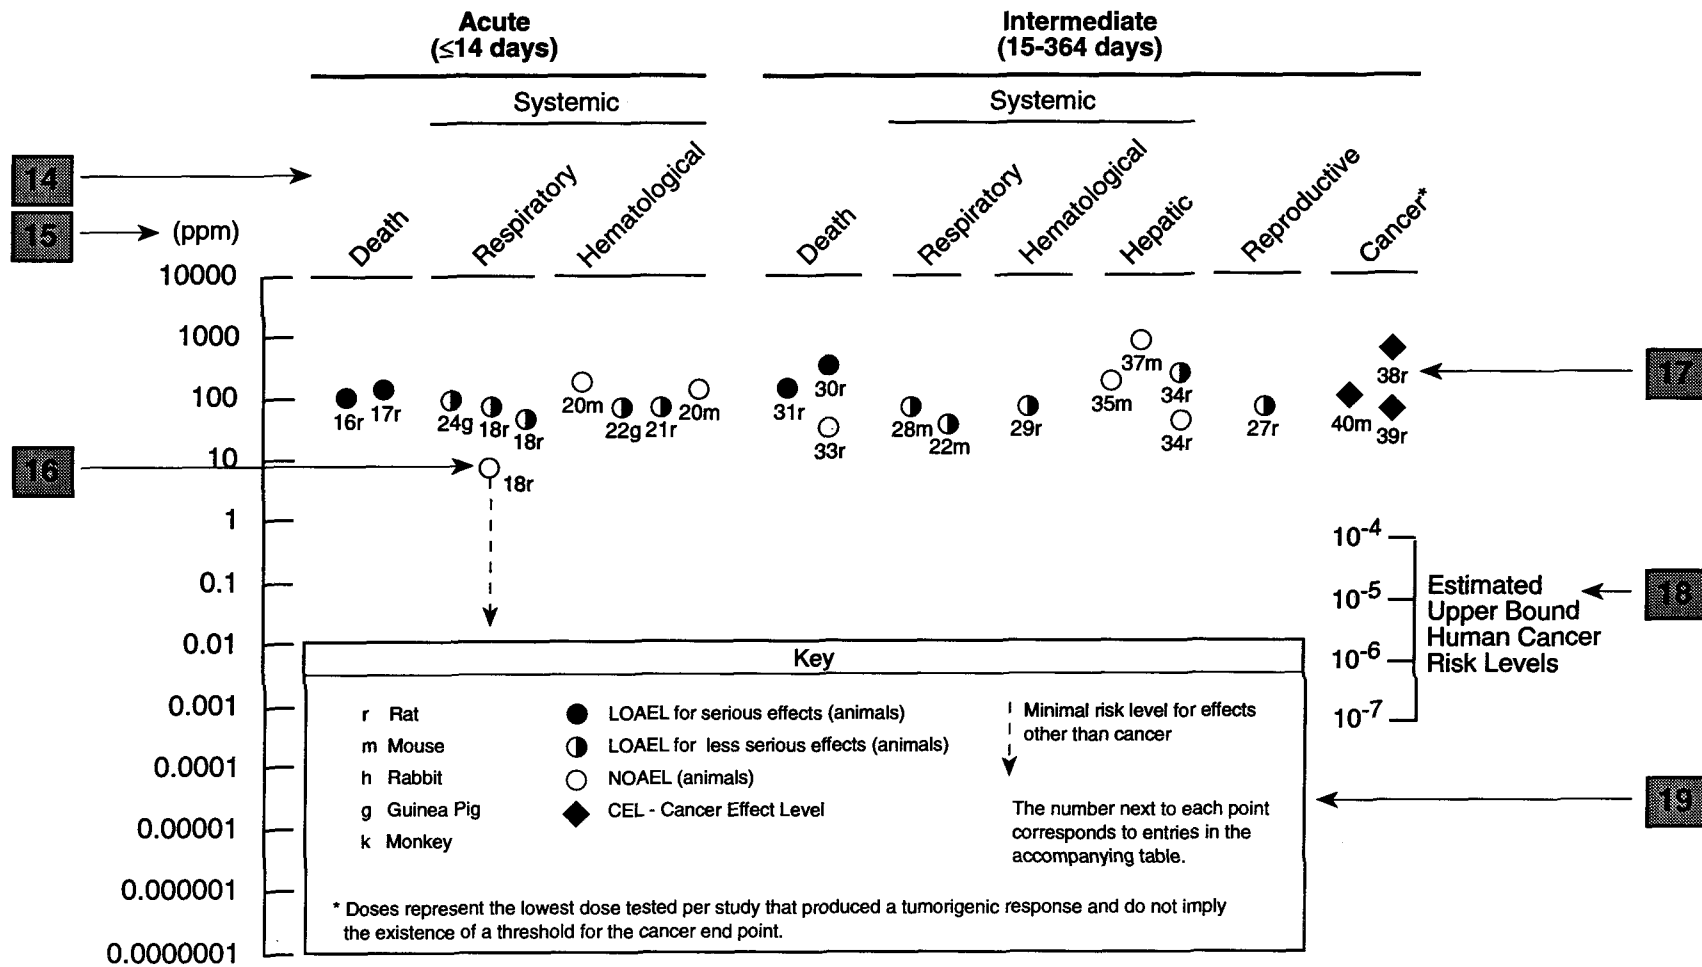 Acute
(≤14 days)
Intermediate
(15-364 days)
Systemic
Systemic
14
15
(ppm)
Death
Respiratory
Hematological
Death
Respiratory
Hematological
Hepatic
Reproductive
Cancer*
10000
1000
100
10
1
0.1
0.01
0.001
0.0001
0.00001
0.000001
0.0000001
16r
17r
24g
18r
18r
18r
20m
22g
21r
20m
31r
30r
33r
28m
22m
29r
35m
37m
34r
34r
27r
40m
38r
39r
16
17
18
19
10-4
10-5
10-6
10-7
Estimated
Upper Bound
Human Cancer
Risk Levels
Key
r Rat
m Mouse
h Rabbit
g Guinea Pig
k Monkey
LOAEL for serious effects (animals)
LOAEL for less serious effects (animals)
NOAEL (animals)
CEL - Cancer Effect Level
Minimal risk level for effects
other than cancer
The number next to each point
corresponds to entries in the
accompanying table.
* Doses represent the lowest dose tested per study that produced a tumorigenic response and do not imply
the existence of a threshold for the cancer end point.